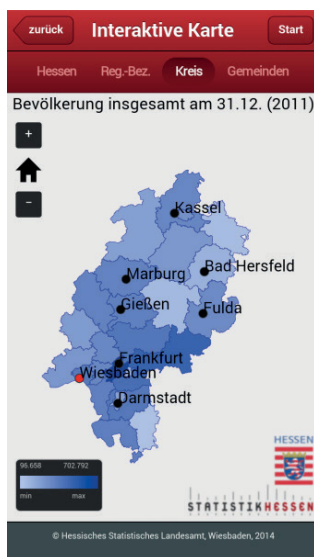 zurück Interaktive Karte Start
Hessen Reg.-Bez. Kreis Gemeinden
Bevölkerung insgesamt am 31.12. (2011)
+
−
Kassel
Bad Hersfeld
Marburg
Gießen
Fulda
Frankfurt
Wiesbaden
Darmstadt
HESSEN
96.658 702.792
min max
STATISTIKHESSEN
© Hessisches Statistisches Landesamt, Wiesbaden, 2014